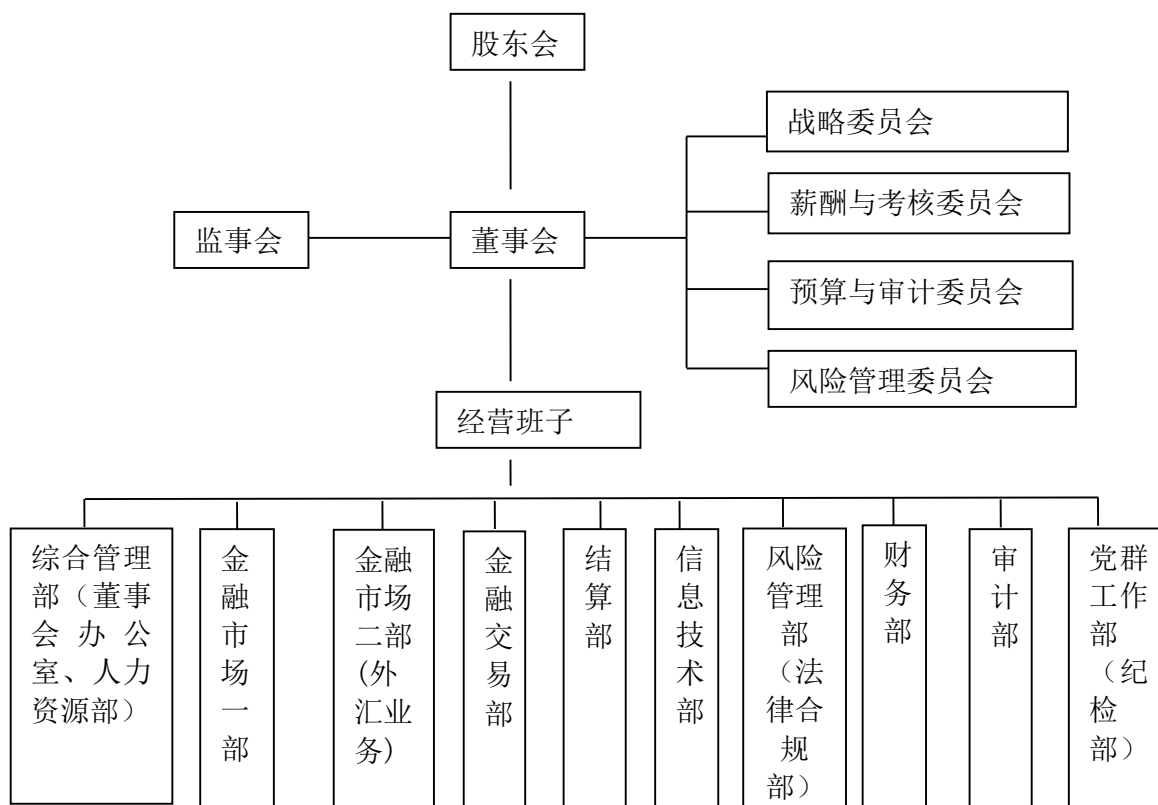 股东会
战略委员会
薪酬与考核委员会
监事会
董事会
预算与审计委员会
风险管理委员会
经营班子
综合管理
部（董事
会办公
室、人力
资源部）
金
融
市
场
一
部
金融
市场
二部
(外
汇业
务)
金
融
交
易
部
结
算
部
信
息
技
术
部
风险
管理
部
（法
律合
规
部）
财
务
部
审
计
部
党群
工作
部
（纪
检
部）